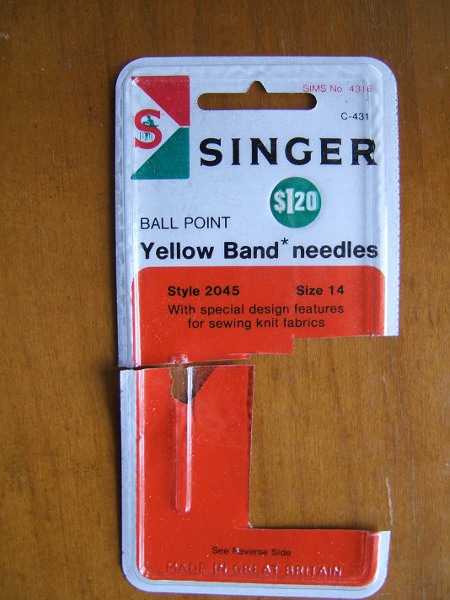 SIMS No 4316
C-431
S
SINGER
$1.20
BALL POINT
Yellow Band* needles
Style 2045 Size 14
With special design features
for sewing knit fabrics
See Reverse Side
MADE IN GREAT BRITAIN